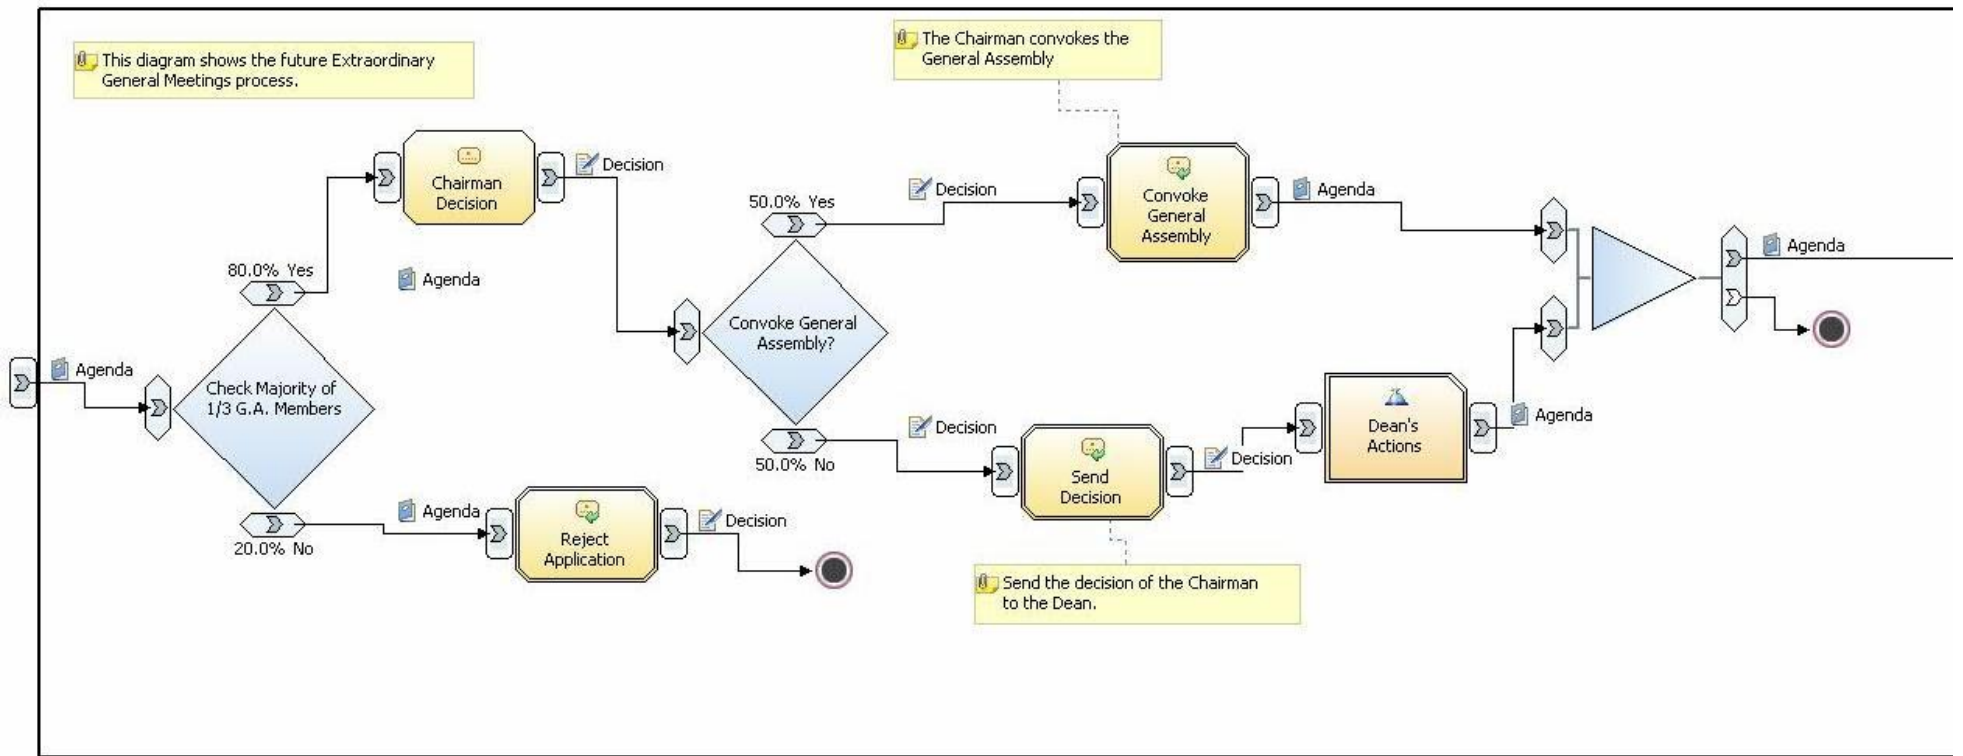 This diagram shows the future Extraordinary
General Meetings process.
The Chairman convokes the
General Assembly
Chairman
Decision
Decision
80.0% Yes
Agenda
50.0% Yes
Decision
Convoke
General
Assembly
Agenda
Agenda
Agenda
Check Majority of
1/3 G.A. Members
Convoke General
Assembly?
50.0% No
Decision
Send
Decision
Decision
Dean's
Actions
Agenda
20.0% No
Agenda
Reject
Application
Decision
Send the decision of the Chairman
to the Dean.